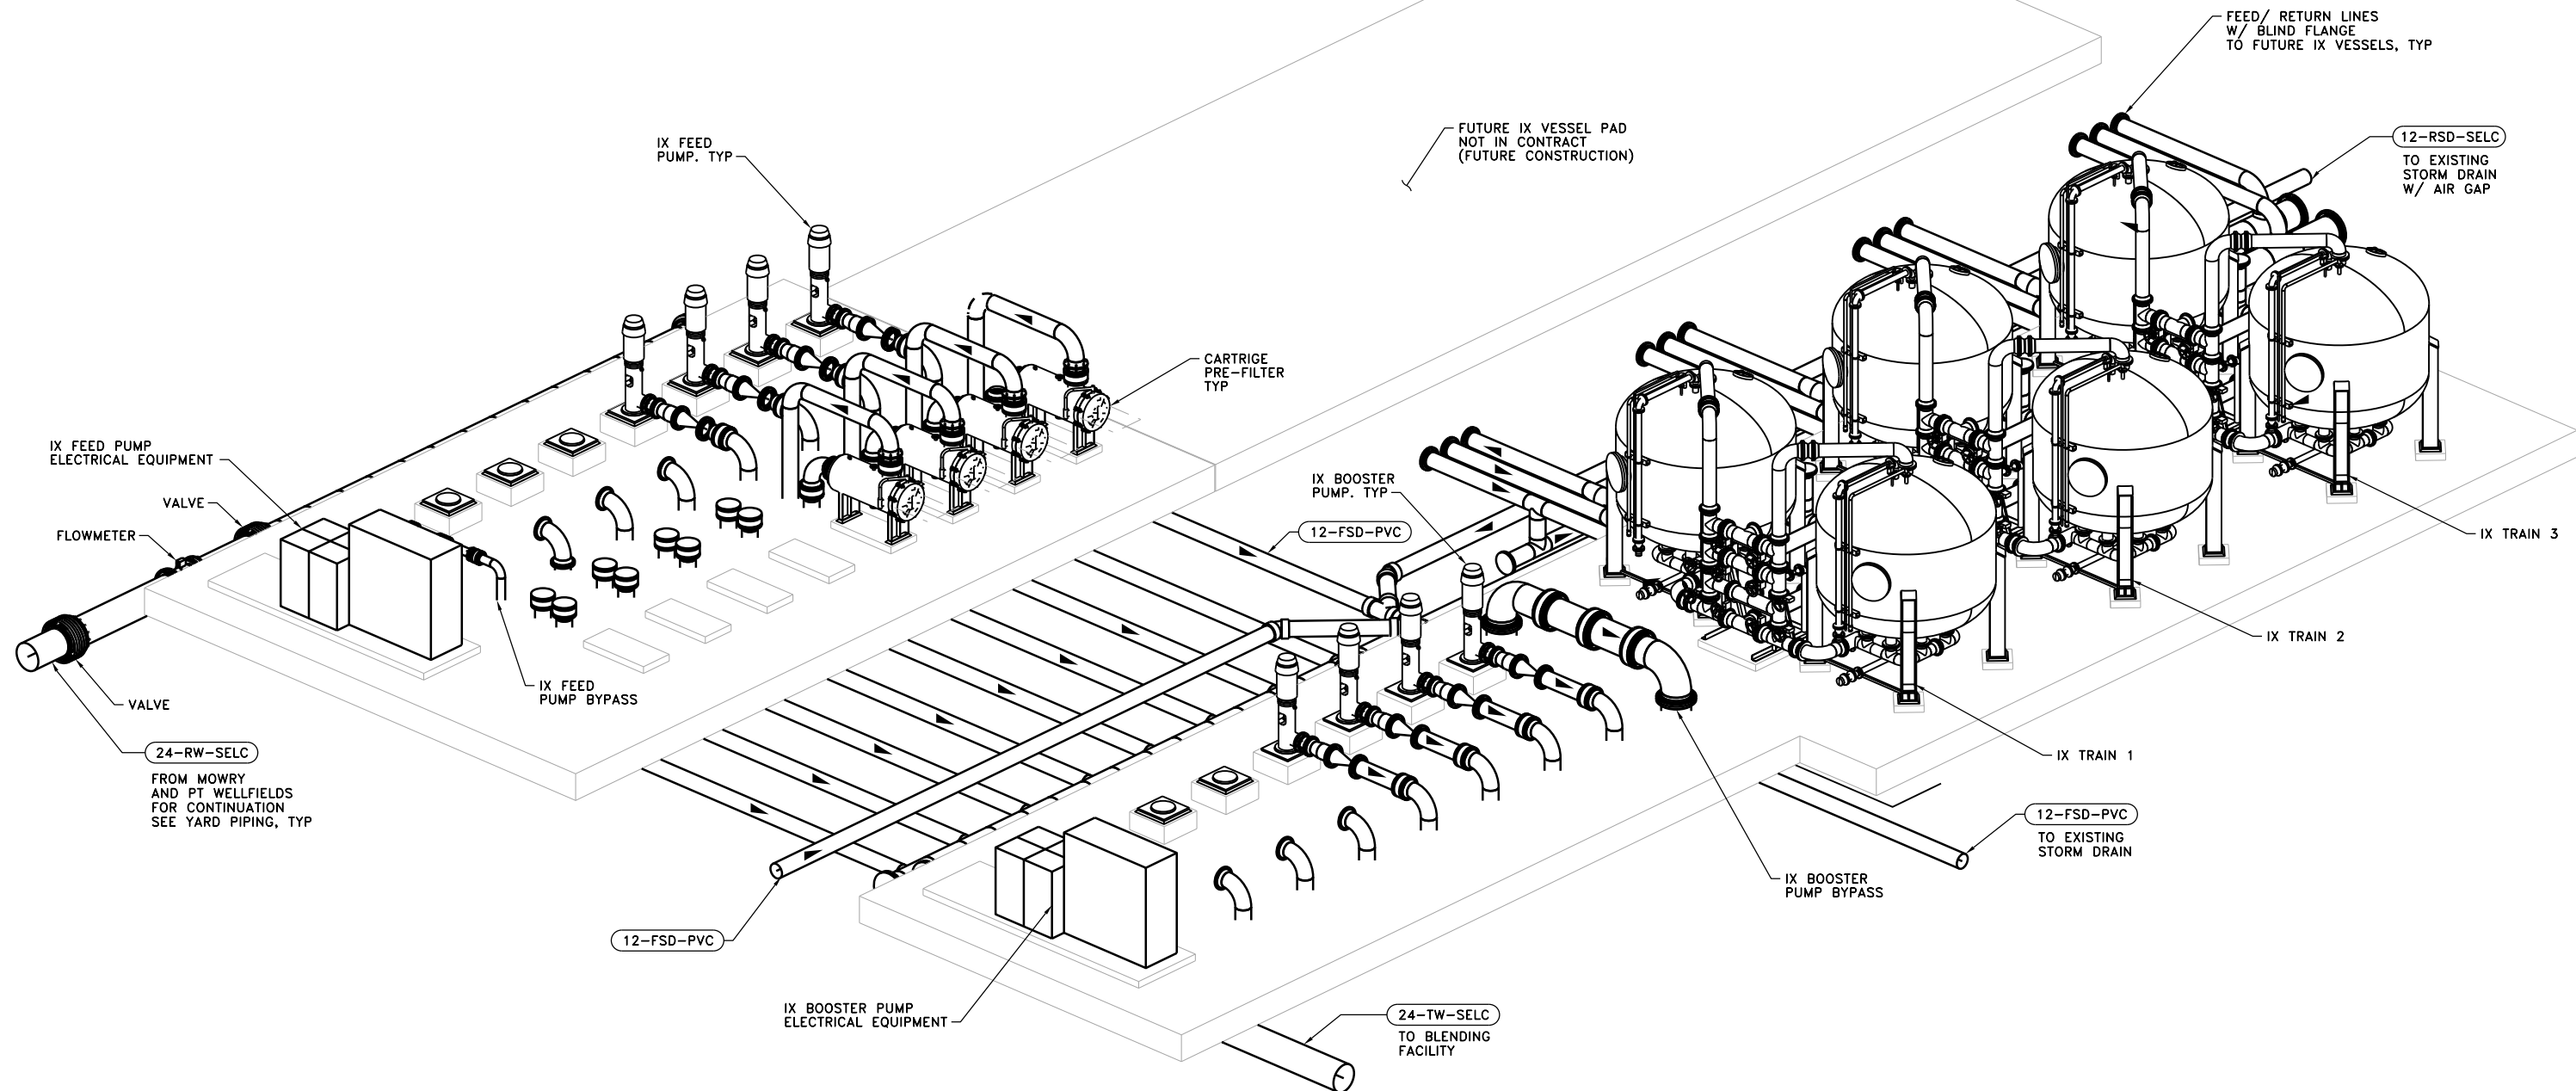 FEED/ RETURN LINES
W/ BLIND FLANGE
TO FUTURE IX VESSELS, TYP
12-RSD-SELC
TO EXISTING
STORM DRAIN
W/ AIR GAP
FUTURE IX VESSEL PAD
NOT IN CONTRACT
(FUTURE CONSTRUCTION)
IX FEED
PUMP. TYP
CARTRIGE
PRE-FILTER
TYP
IX FEED PUMP
ELECTRICAL EQUIPMENT
VALVE
FLOWMETER
IX BOOSTER
PUMP. TYP
12-FSD-PVC
IX TRAIN 3
IX TRAIN 2
IX TRAIN 1
IX FEED
PUMP BYPASS
VALVE
24-RW-SELC
FROM MOWRY
AND PT WELLFIELDS
FOR CONTINUATION
SEE YARD PIPING, TYP
12-FSD-PVC
TO EXISTING
STORM DRAIN
IX BOOSTER
PUMP BYPASS
12-FSD-PVC
IX BOOSTER PUMP
ELECTRICAL EQUIPMENT
24-TW-SELC
TO BLENDING
FACILITY